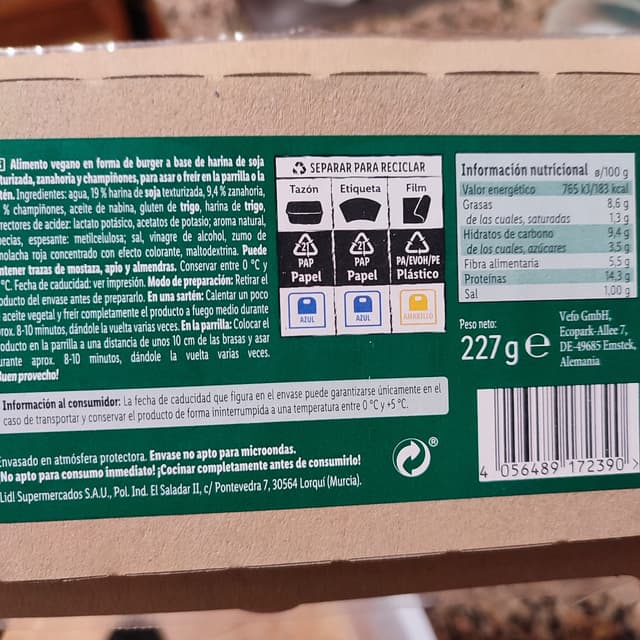 Alimento vegano en forma de burger a base de harina de soja
turizada, zanahoria y champiñones, para asar o freír en la parrilla o la
tén. Ingredientes: agua, 19 % harina de soja texturizada, 9,4 % zanahoria,
% champiñones, aceite de nabina, gluten de trigo, harina de trigo,
rrectores de acidez: lactato potásico, acetatos de potasio; aroma natural,
pecias, espesante: metilcelulosa; sal, vinagre de alcohol, zumo de
molacha roja concentrado con efecto colorante, maltodextrina. Puede
ntener trazas de mostaza, apio y almendras. Conservar entre 0 °C y
°C. Fecha de caducidad: ver impresión. Modo de preparación: Retirar el
oducto del envase antes de prepararlo. En una sartén: Calentar un poco
aceite vegetal y freír completamente el producto a fuego medio durante
rox. 8-10 minutos, dándole la vuelta varias veces. En la parrilla: Colocar el
oducto en la parrilla a una distancia de unos 10 cm de las brasas y asar
urante aprox. 8-10 minutos, dándole la vuelta varias veces.
Buen provecho!
SEPARAR PARA RECICLAR
Tazón Etiqueta Film
21 21
PAP PAP PA/EVOH/PE
Papel Papel Plástico
AZUL AZUL AMARILLO
Información nutricional ø/100 g
Valor energético 765 kJ/183 kcal
Grasas 8,6 g
de las cuales, saturadas 1,3 g
Hidratos de carbono 9,4 g
de los cuales, azúcares 3,5 g
Fibra alimentaria 5,5 g
Proteínas 14,3 g
Sal 1,00 g
Peso neto:
227 g e
Vefo GmbH,
Ecopark-Allee 7,
DE-49685 Emstek,
Alemania
Información al consumidor: La fecha de caducidad que figura en el envase puede garantizarse únicamente en el
caso de transportar y conservar el producto de forma ininterrumpida a una temperatura entre 0 °C y +5 °C.
Envasado en atmósfera protectora. Envase no apto para microondas.
¡No apto para consumo inmediato! ¡Cocinar completamente antes de consumirlo!
Lidl Supermercados S.A.U., Pol. Ind. El Saladar II, c/ Pontevedra 7, 30564 Lorquí (Murcia).
®
4 056489 172390 >